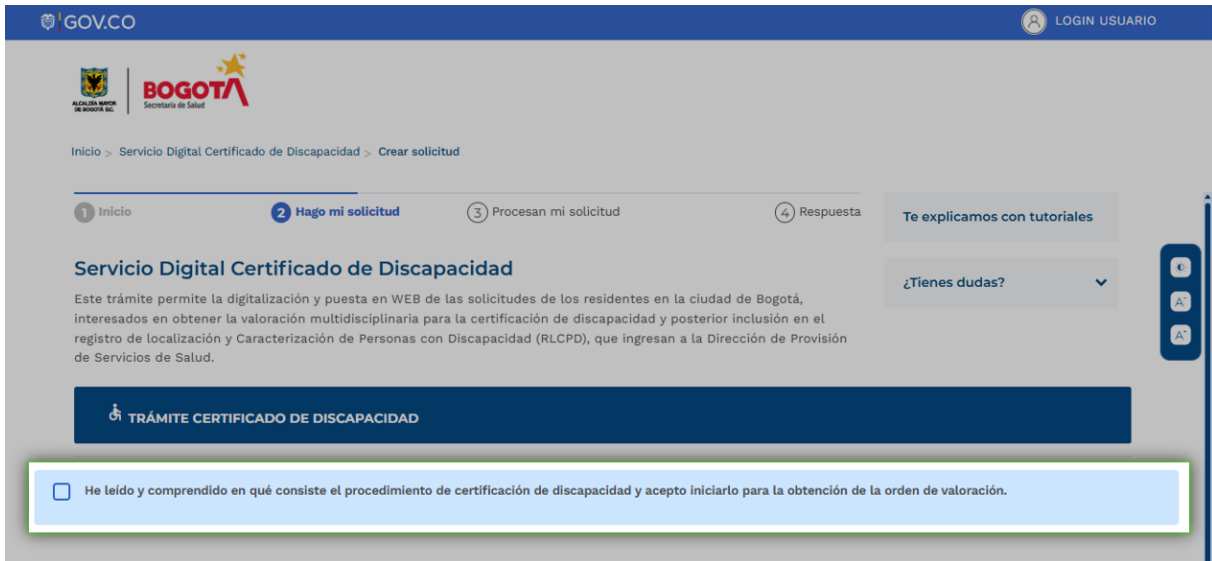 GOV.CO
LOGIN USUARIO
ALCALDÍA MAYOR
DE BOGOTÁ D.C.
BOGOTÁ
Secretaría de Salud
Inicio > Servicio Digital Certificado de Discapacidad > Crear solicitud
1 Inicio
2 Hago mi solicitud
3 Procesan mi solicitud
4 Respuesta
Te explicamos con tutoriales
¿Tienes dudas?
Servicio Digital Certificado de Discapacidad
Este trámite permite la digitalización y puesta en WEB de las solicitudes de los residentes en la ciudad de Bogotá,
interesados en obtener la valoración multidisciplinaria para la certificación de discapacidad y posterior inclusión en el
registro de localización y Caracterización de Personas con Discapacidad (RLCPD), que ingresan a la Dirección de Provisión
de Servicios de Salud.
TRÁMITE CERTIFICADO DE DISCAPACIDAD
He leído y comprendido en qué consiste el procedimiento de certificación de discapacidad y acepto iniciarlo para la obtención de la orden de valoración.